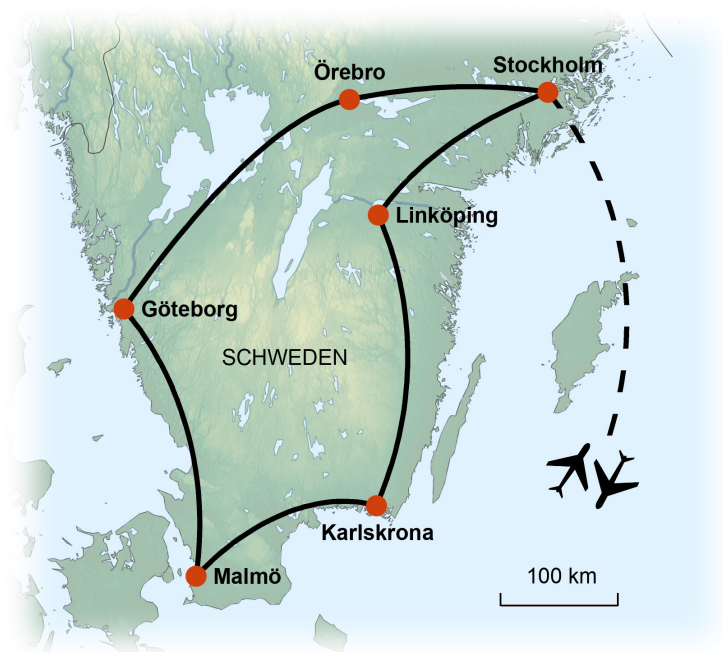 Stockholm
Örebro
Linköping
Göteborg
SCHWEDEN
Karlskrona
Malmö
100 km